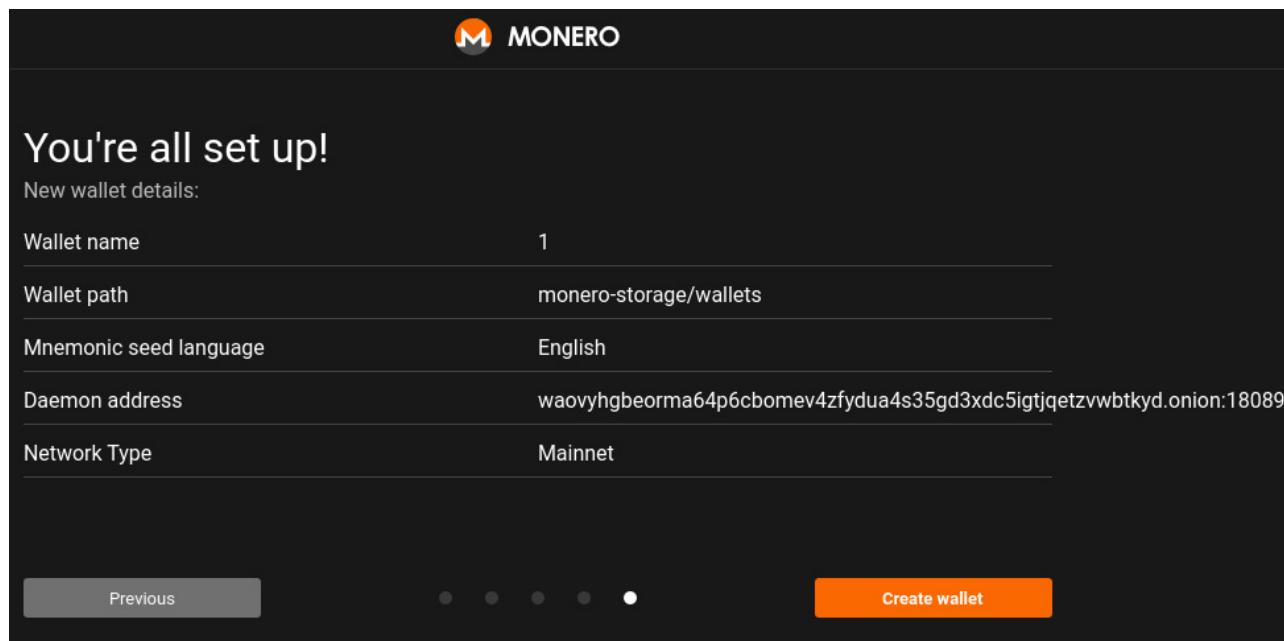 MONERO
You're all set up!
New wallet details:
Wallet name 1
Wallet path monero-storage/wallets
Mnemonic seed language English
Daemon address waovyhgbeorma64p6cbomev4zfydua4s35gd3xdc5igtjqetzvwbtkyd.onion:18089
Network Type Mainnet
Previous Create wallet